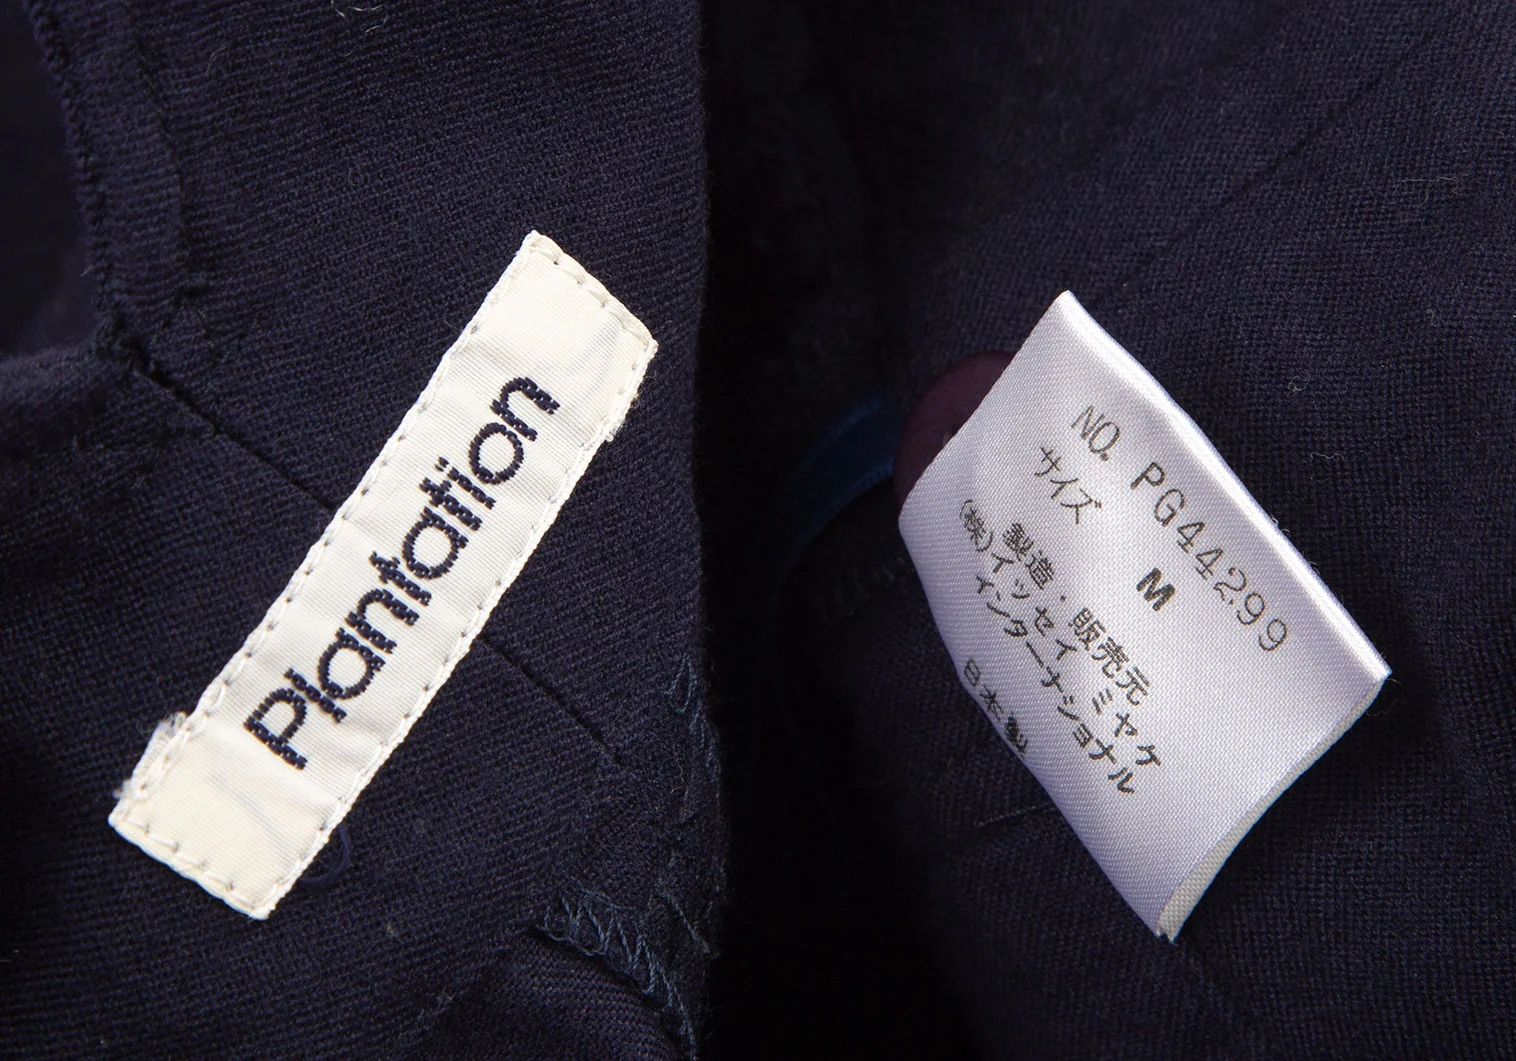 Plantation
NO. PG44299
サイズ M
製造・販売元
(株)イッセイ ミヤケ
インターナショナル
日本製